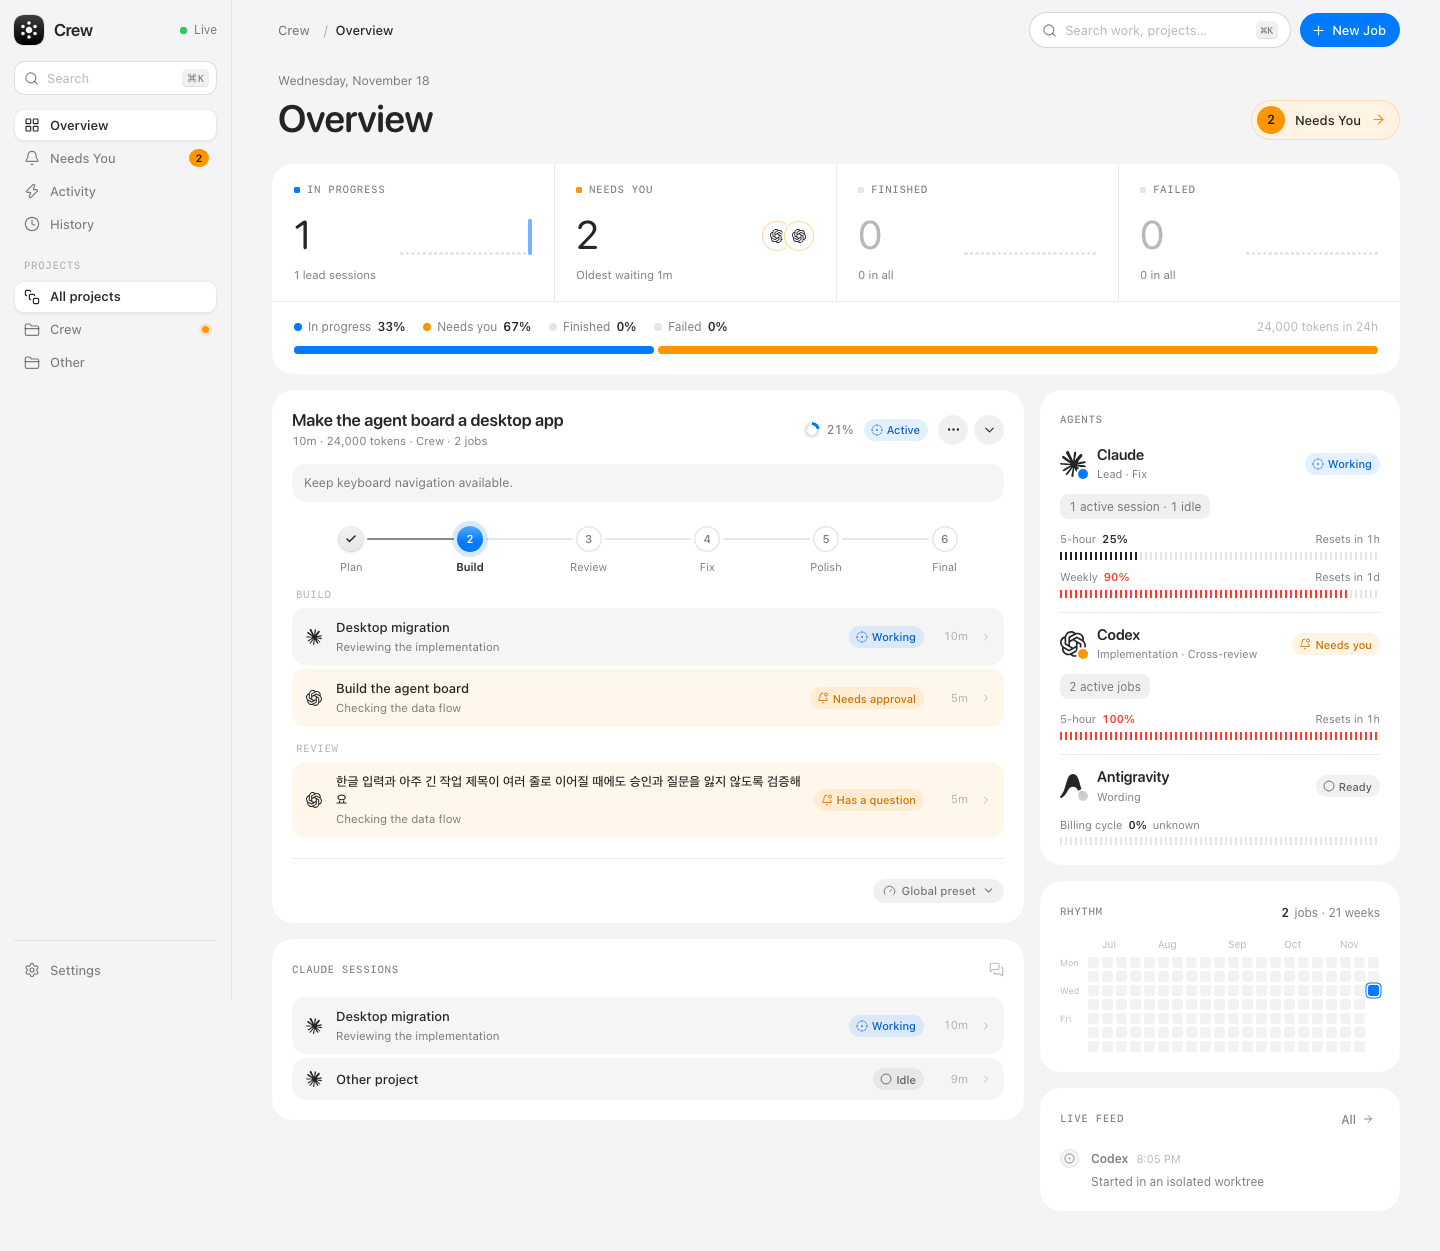 Crew
Live
Search
⌘K
Overview
Needs You
2
Activity
History
PROJECTS
All projects
Crew
Other
Settings
Crew / Overview
Search work, projects...
⌘K
New Job
Wednesday, November 18
Overview
2 Needs You
IN PROGRESS
1
1 lead sessions
NEEDS YOU
2
Oldest waiting 1m
FINISHED
0
0 in all
FAILED
0
0 in all
In progress 33% Needs you 67% Finished 0% Failed 0%
24,000 tokens in 24h
Make the agent board a desktop app
10m · 24,000 tokens · Crew · 2 jobs
21%
Active
Keep keyboard navigation available.
2 3 4 5 6
Plan Build Review Fix Polish Final
BUILD
Desktop migration
Reviewing the implementation
Working
10m
Build the agent board
Checking the data flow
Needs approval
5m
REVIEW
한글 입력과 아주 긴 작업 제목이 여러 줄로 이어질 때에도 승인과 질문을 잃지 않도록 검증해
요
Checking the data flow
Has a question
5m
Global preset
CLAUDE SESSIONS
Desktop migration
Reviewing the implementation
Working
10m
Other project
Idle
9m
AGENTS
Claude
Lead · Fix
Working
1 active session · 1 idle
5-hour 25% Resets in 1h
Weekly 90% Resets in 1d
Codex
Implementation · Cross-review
Needs you
2 active jobs
5-hour 100% Resets in 1h
Antigravity
Wording
Ready
Billing cycle 0% unknown
RHYTHM
2 jobs · 21 weeks
Jul Aug Sep Oct Nov
Mon
Wed
Fri
LIVE FEED
All
Codex 8:05 PM
Started in an isolated worktree